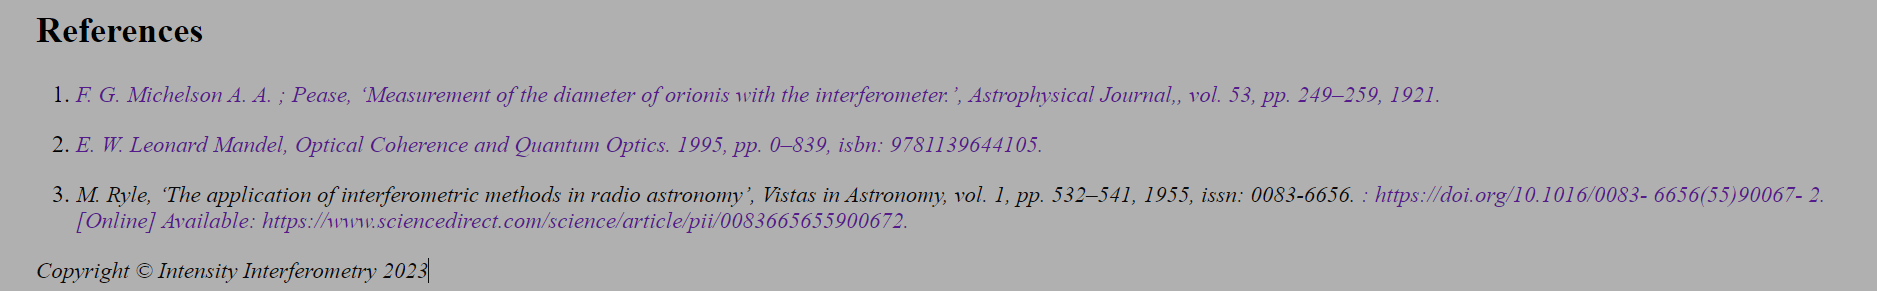 References
1. F. G. Michelson A. A. ; Pease, ‘Measurement of the diameter of orionis with the interferometer.’, Astrophysical Journal,, vol. 53, pp. 249–259, 1921.
2. E. W. Leonard Mandel, Optical Coherence and Quantum Optics. 1995, pp. 0–839, isbn: 9781139644105.
3. M. Ryle, ‘The application of interferometric methods in radio astronomy’, Vistas in Astronomy, vol. 1, pp. 532–541, 1955, issn: 0083-6656. : https://doi.org/10.1016/0083- 6656(55)90067- 2.
[Online] Available: https://www.sciencedirect.com/science/article/pii/0083665655900672.
Copyright © Intensity Interferometry 2023